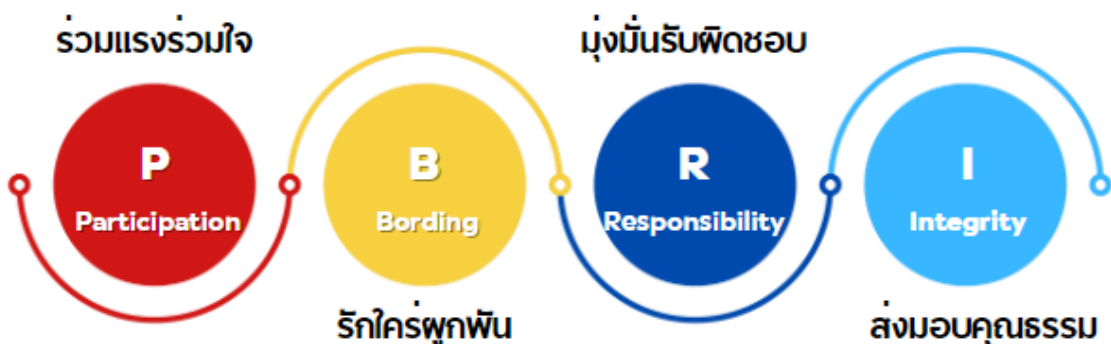 ร่วมแรงร่วมใจ
P
Participation
B
Bording
รักใคร่ผูกพัน
มุ่งมั่นรับผิดชอบ
R
Responsibility
I
Integrity
ส่งมอบคุณธรรม